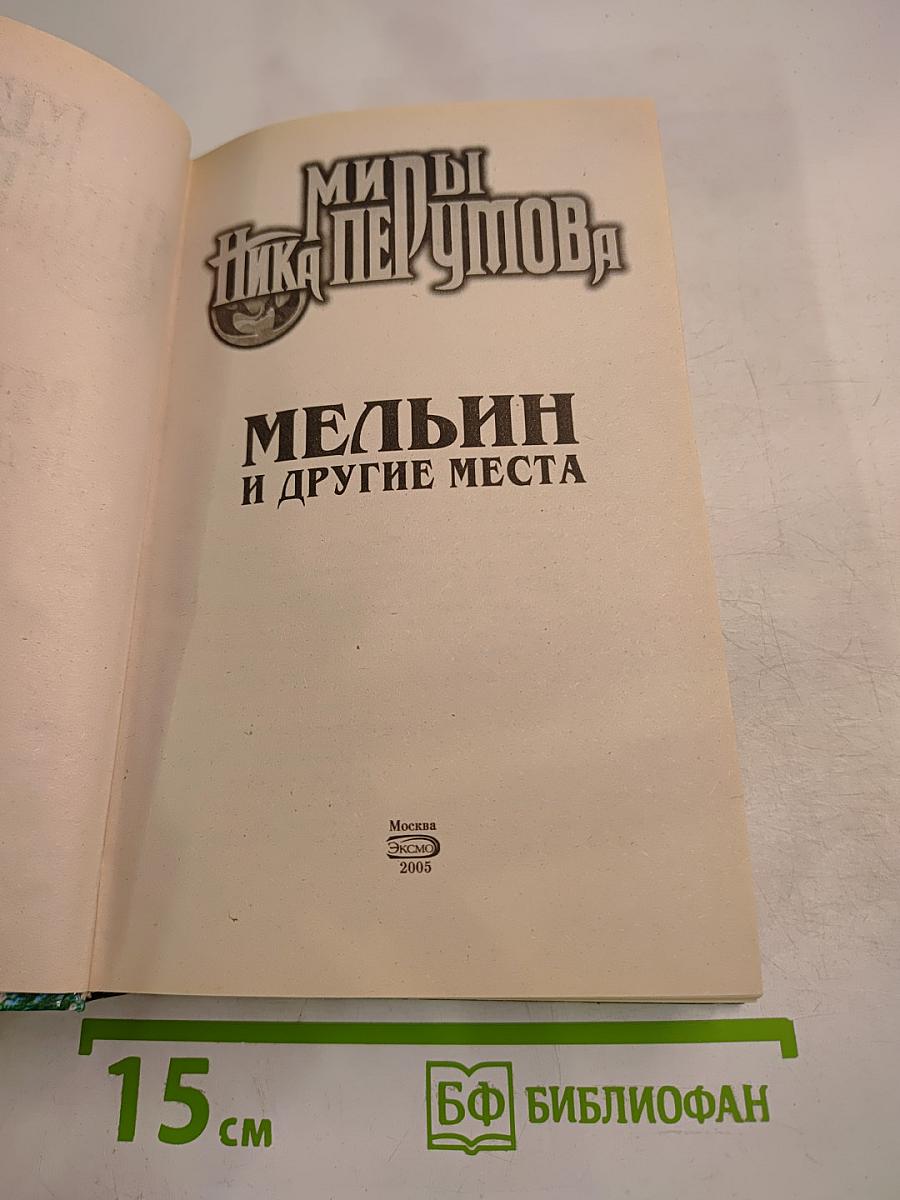 МИРЫ
НИКА ПЕРУМОВА
МЕЛЬИН
И ДРУГИЕ МЕСТА
Москва
ЭКСМО
2005
15 см
БФ БИБЛИОФАН